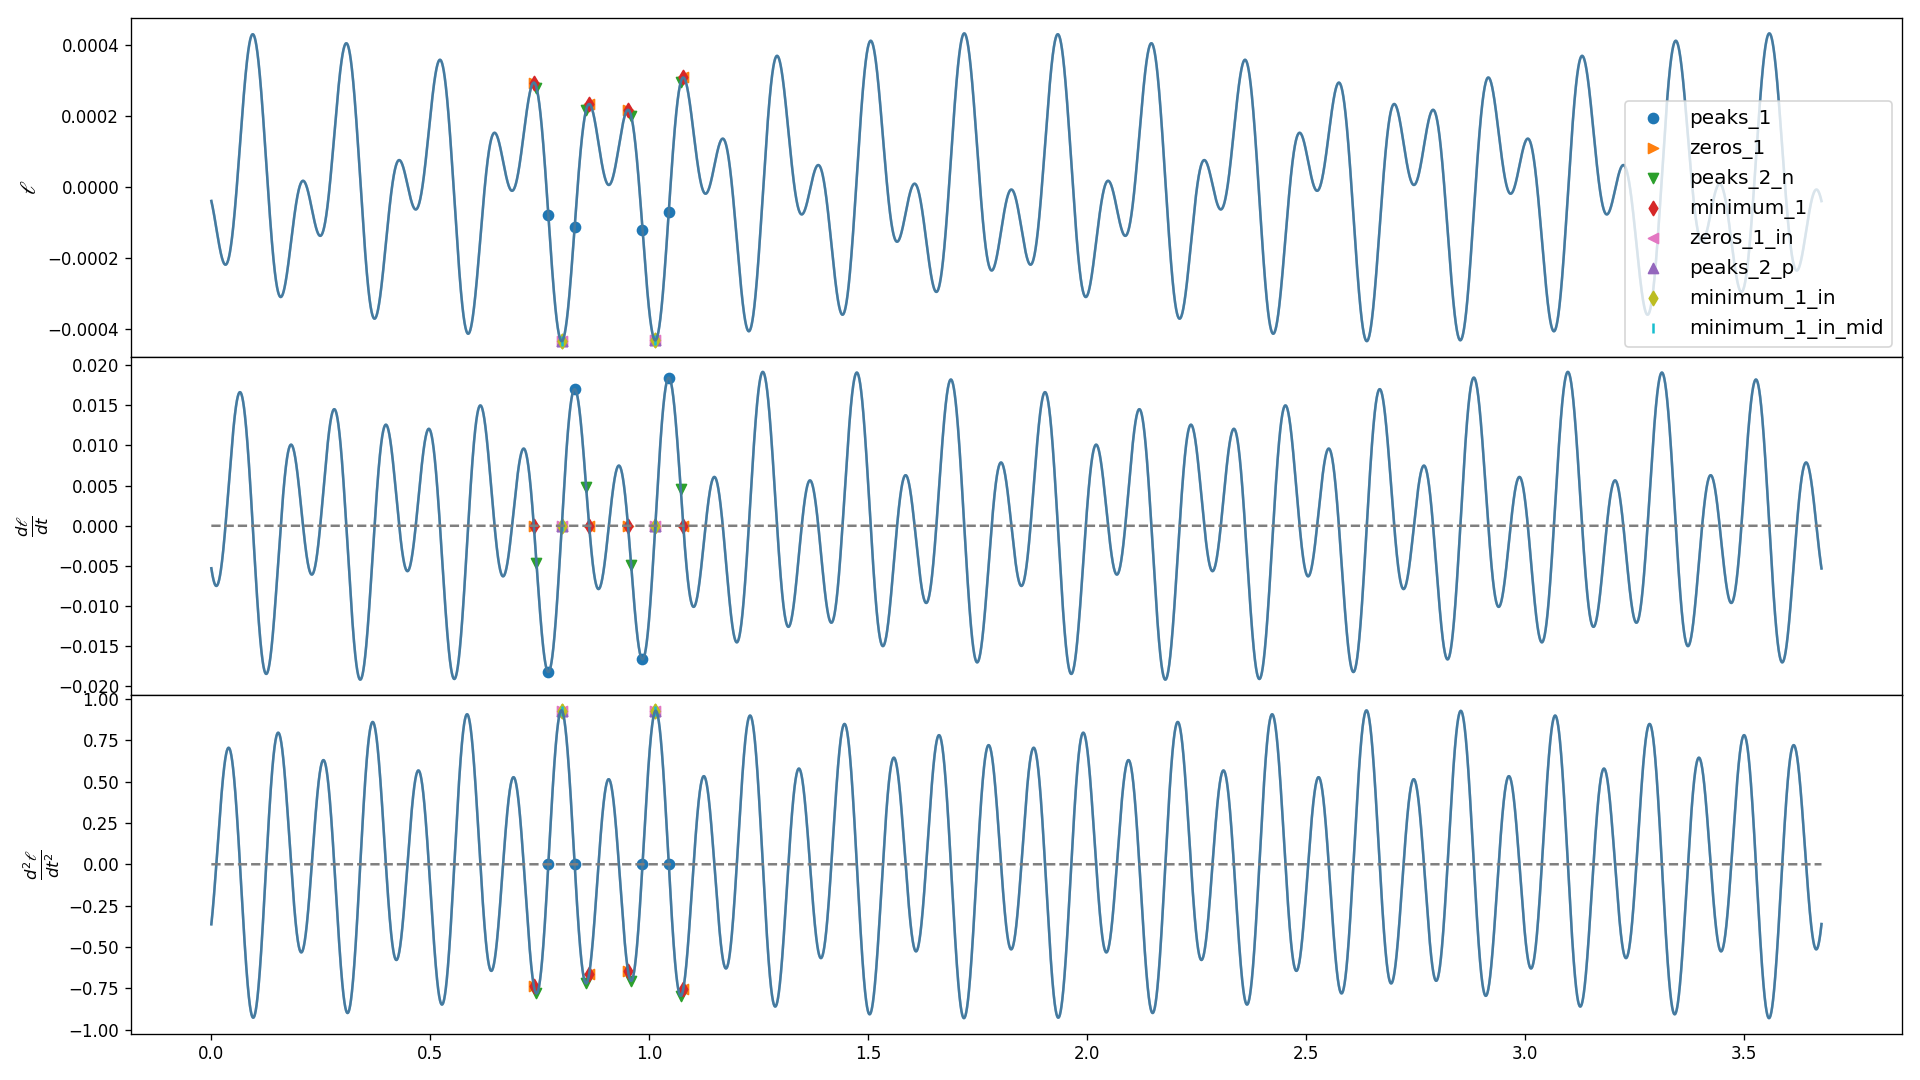 0.0004
0.0002
0.0000
−0.0002
−0.0004
ℓ
peaks_1
zeros_1
peaks_2_n
minimum_1
zeros_1_in
peaks_2_p
minimum_1_in
minimum_1_in_mid
0.020
0.015
0.010
0.005
0.000
−0.005
−0.010
−0.015
−0.020
dℓ
dt
1.00
0.75
0.50
0.25
0.00
−0.25
−0.50
−0.75
−1.00
d²ℓ
dt²
0.0 0.5 1.0 1.5 2.0 2.5 3.0 3.5